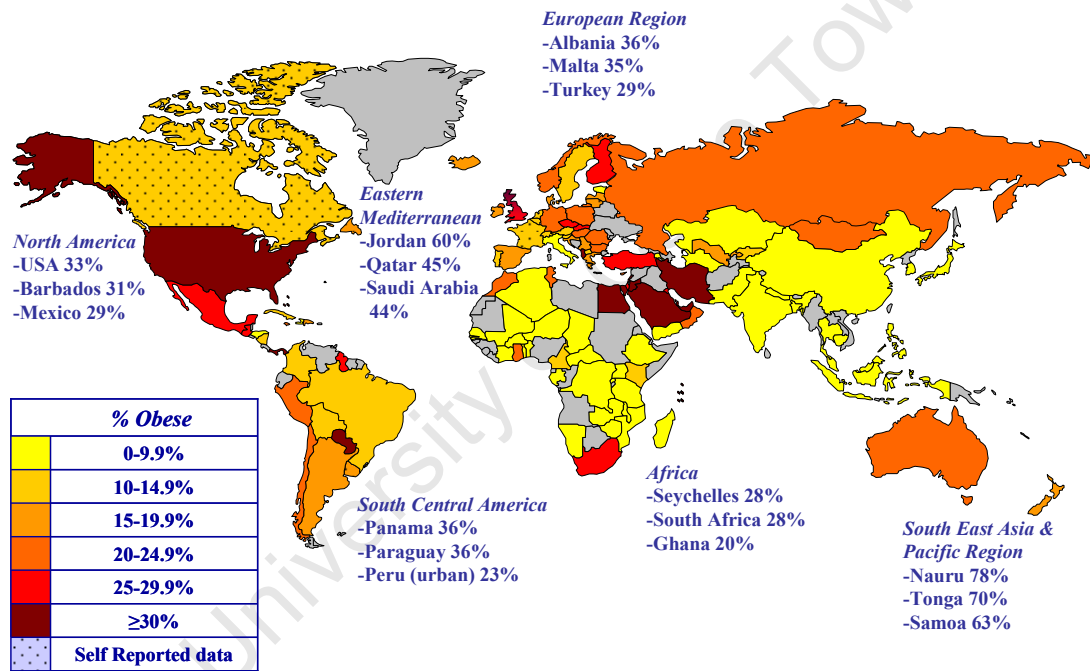 European Region
-Albania 36%
-Malta 35%
-Turkey 29%
Eastern
Mediterranean
-Jordan 60%
-Qatar 45%
-Saudi Arabia
44%
North America
-USA 33%
-Barbados 31%
-Mexico 29%
% Obese
0-9.9%
10-14.9%
15-19.9%
20-24.9%
25-29.9%
≥30%
Self Reported data
South Central America
-Panama 36%
-Paraguay 36%
-Peru (urban) 23%
Africa
-Seychelles 28%
-South Africa 28%
-Ghana 20%
South East Asia &
Pacific Region
-Nauru 78%
-Tonga 70%
-Samoa 63%
University
Tow